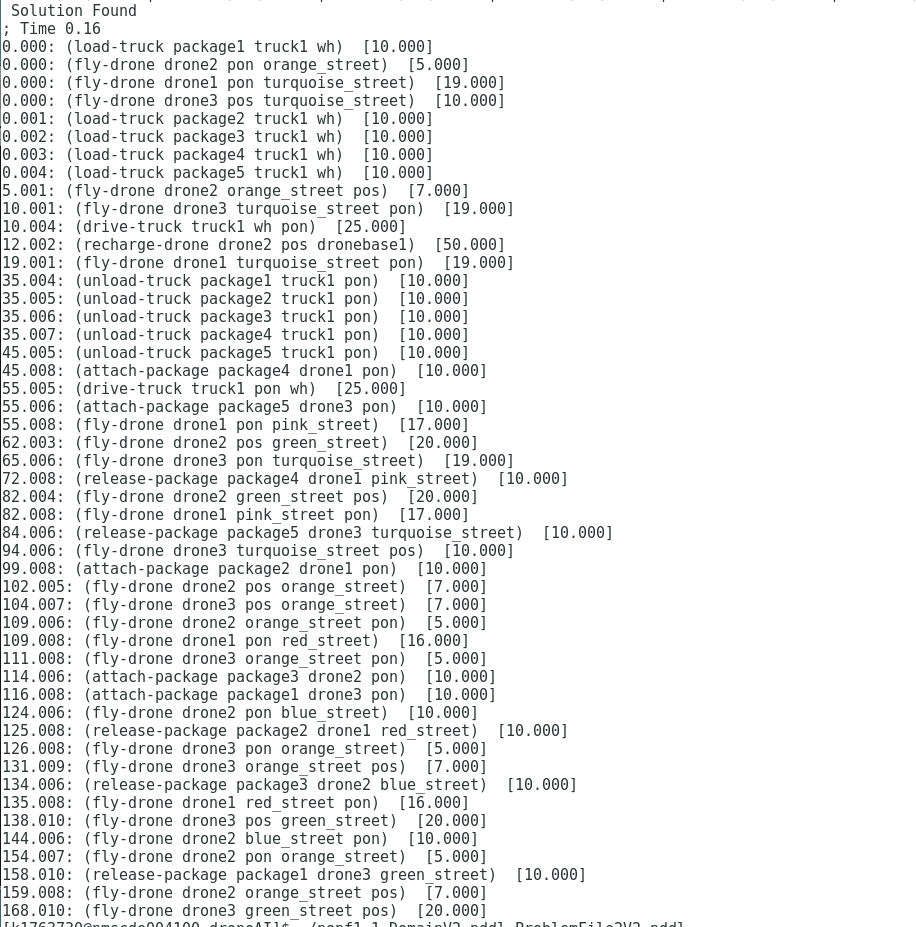 Solution Found
; Time 0.16
0.000: (load-truck package1 truck1 wh)  [10.000]
0.000: (fly-drone drone2 pon orange_street)  [5.000]
0.000: (fly-drone drone1 pon turquoise_street)  [19.000]
0.000: (fly-drone drone3 pos turquoise_street)  [10.000]
0.001: (load-truck package2 truck1 wh)  [10.000]
0.002: (load-truck package3 truck1 wh)  [10.000]
0.003: (load-truck package4 truck1 wh)  [10.000]
0.004: (load-truck package5 truck1 wh)  [10.000]
5.001: (fly-drone drone2 orange_street pos)  [7.000]
10.001: (fly-drone drone3 turquoise_street pon)  [19.000]
10.004: (drive-truck truck1 wh pon)  [25.000]
12.002: (recharge-drone drone2 pos dronebase1)  [50.000]
19.001: (fly-drone drone1 turquoise_street pon)  [19.000]
35.004: (unload-truck package1 truck1 pon)  [10.000]
35.005: (unload-truck package2 truck1 pon)  [10.000]
35.006: (unload-truck package3 truck1 pon)  [10.000]
35.007: (unload-truck package4 truck1 pon)  [10.000]
45.005: (unload-truck package5 truck1 pon)  [10.000]
45.008: (attach-package package4 drone1 pon)  [10.000]
55.005: (drive-truck truck1 pon wh)  [25.000]
55.006: (attach-package package5 drone3 pon)  [10.000]
55.008: (fly-drone drone1 pon pink_street)  [17.000]
62.003: (fly-drone drone2 pos green_street)  [20.000]
65.006: (fly-drone drone3 pon turquoise_street)  [19.000]
72.008: (release-package package4 drone1 pink_street)  [10.000]
82.004: (fly-drone drone2 green_street pos)  [20.000]
82.008: (fly-drone drone1 pink_street pon)  [17.000]
84.006: (release-package package5 drone3 turquoise_street)  [10.000]
94.006: (fly-drone drone3 turquoise_street pos)  [10.000]
99.008: (attach-package package2 drone1 pon)  [10.000]
102.005: (fly-drone drone2 pos orange_street)  [7.000]
104.007: (fly-drone drone3 pos orange_street)  [7.000]
109.006: (fly-drone drone2 orange_street pon)  [5.000]
109.008: (fly-drone drone1 pon red_street)  [16.000]
111.008: (fly-drone drone3 orange_street pon)  [5.000]
114.006: (attach-package package3 drone2 pon)  [10.000]
116.008: (attach-package package1 drone3 pon)  [10.000]
124.006: (fly-drone drone2 pon blue_street)  [10.000]
125.008: (release-package package2 drone1 red_street)  [10.000]
126.008: (fly-drone drone3 pon orange_street)  [5.000]
131.009: (fly-drone drone3 orange_street pos)  [7.000]
134.006: (release-package package3 drone2 blue_street)  [10.000]
135.008: (fly-drone drone1 red_street pon)  [16.000]
138.010: (fly-drone drone3 pos green_street)  [20.000]
144.006: (fly-drone drone2 blue_street pon)  [10.000]
154.007: (fly-drone drone2 pon orange_street)  [5.000]
158.010: (release-package package1 drone3 green_street)  [10.000]
159.008: (fly-drone drone2 orange_street pos)  [7.000]
168.010: (fly-drone drone3 green_street pos)  [20.000]